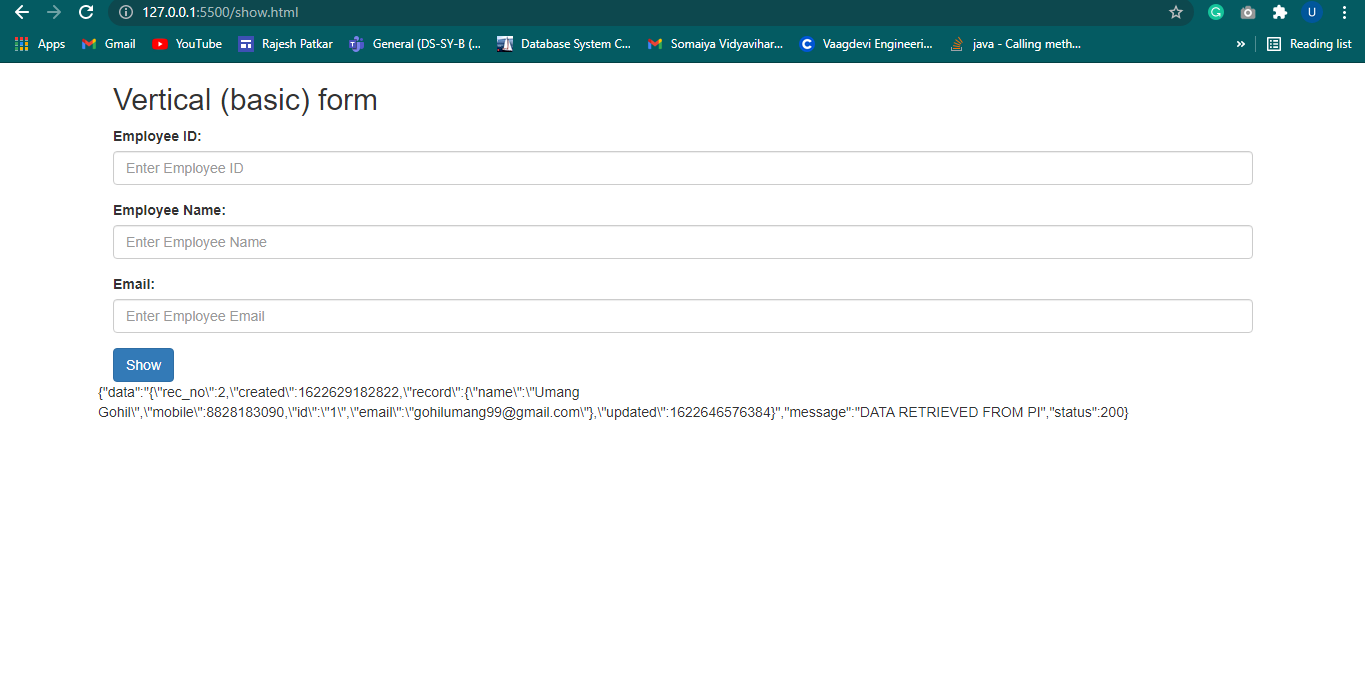 127.0.0.1:5500/show.html
U
Apps Gmail YouTube Rajesh Patkar General (DS-SY-B (... Database System C... Somaiya Vidyavihar... Vaagdevi Engineeri... java - Calling meth... » Reading list
Vertical (basic) form
Employee ID:
Enter Employee ID
Employee Name:
Enter Employee Name
Email:
Enter Employee Email
Show
{"data":"{\"rec_no\":2,\"created\":1622629182822,\"record\":{\"name\":\"Umang
Gohil\",\"mobile\":8828183090,\"id\":\"1\",\"email\":\"gohilumang99@gmail.com\"},\"updated\":1622646576384}","message":"DATA RETRIEVED FROM PI","status":200}